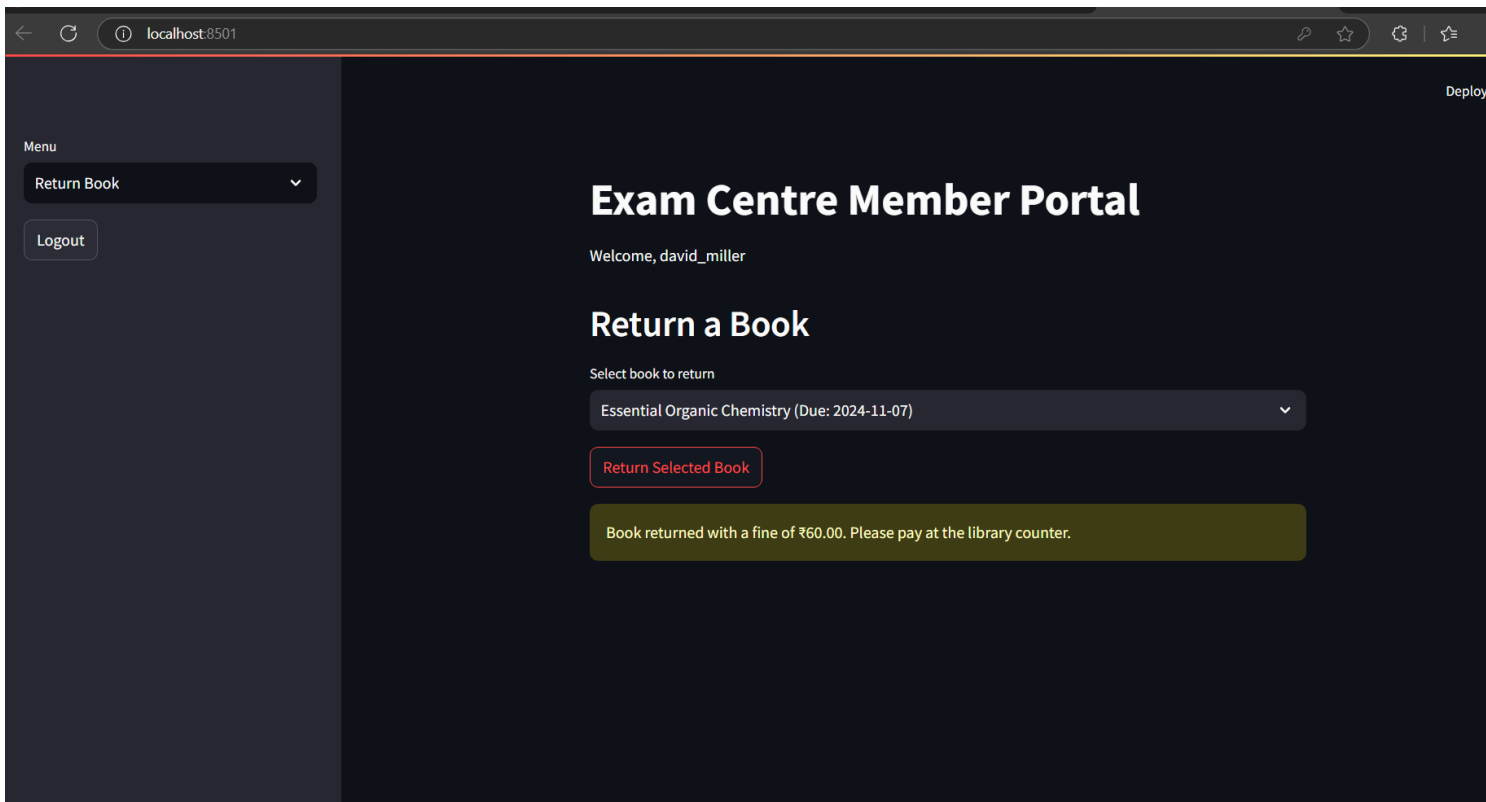 localhost:8501
Deploy
Menu
Return Book
Logout
Exam Centre Member Portal
Welcome, david_miller
Return a Book
Select book to return
Essential Organic Chemistry (Due: 2024-11-07)
Return Selected Book
Book returned with a fine of ₹60.00. Please pay at the library counter.